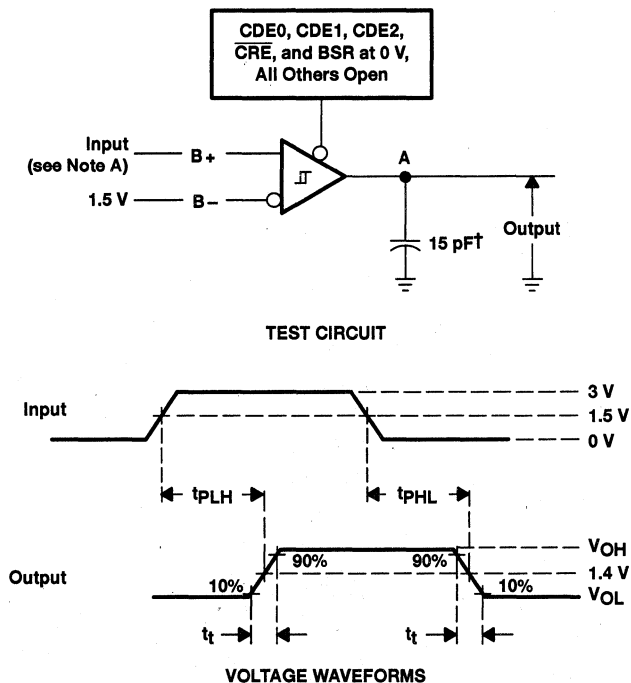 CDE0, CDE1, CDE2,
CRE, and BSR at 0 V,
All Others Open
Input
(see Note A)
B+
A
1.5 V
B−
Output
15 pF†
TEST CIRCUIT
3 V
Input
1.5 V
0 V
tPLH
tPHL
VOH
90%
90%
1.4 V
Output
10%
10%
VOL
tt
tt
VOLTAGE WAVEFORMS